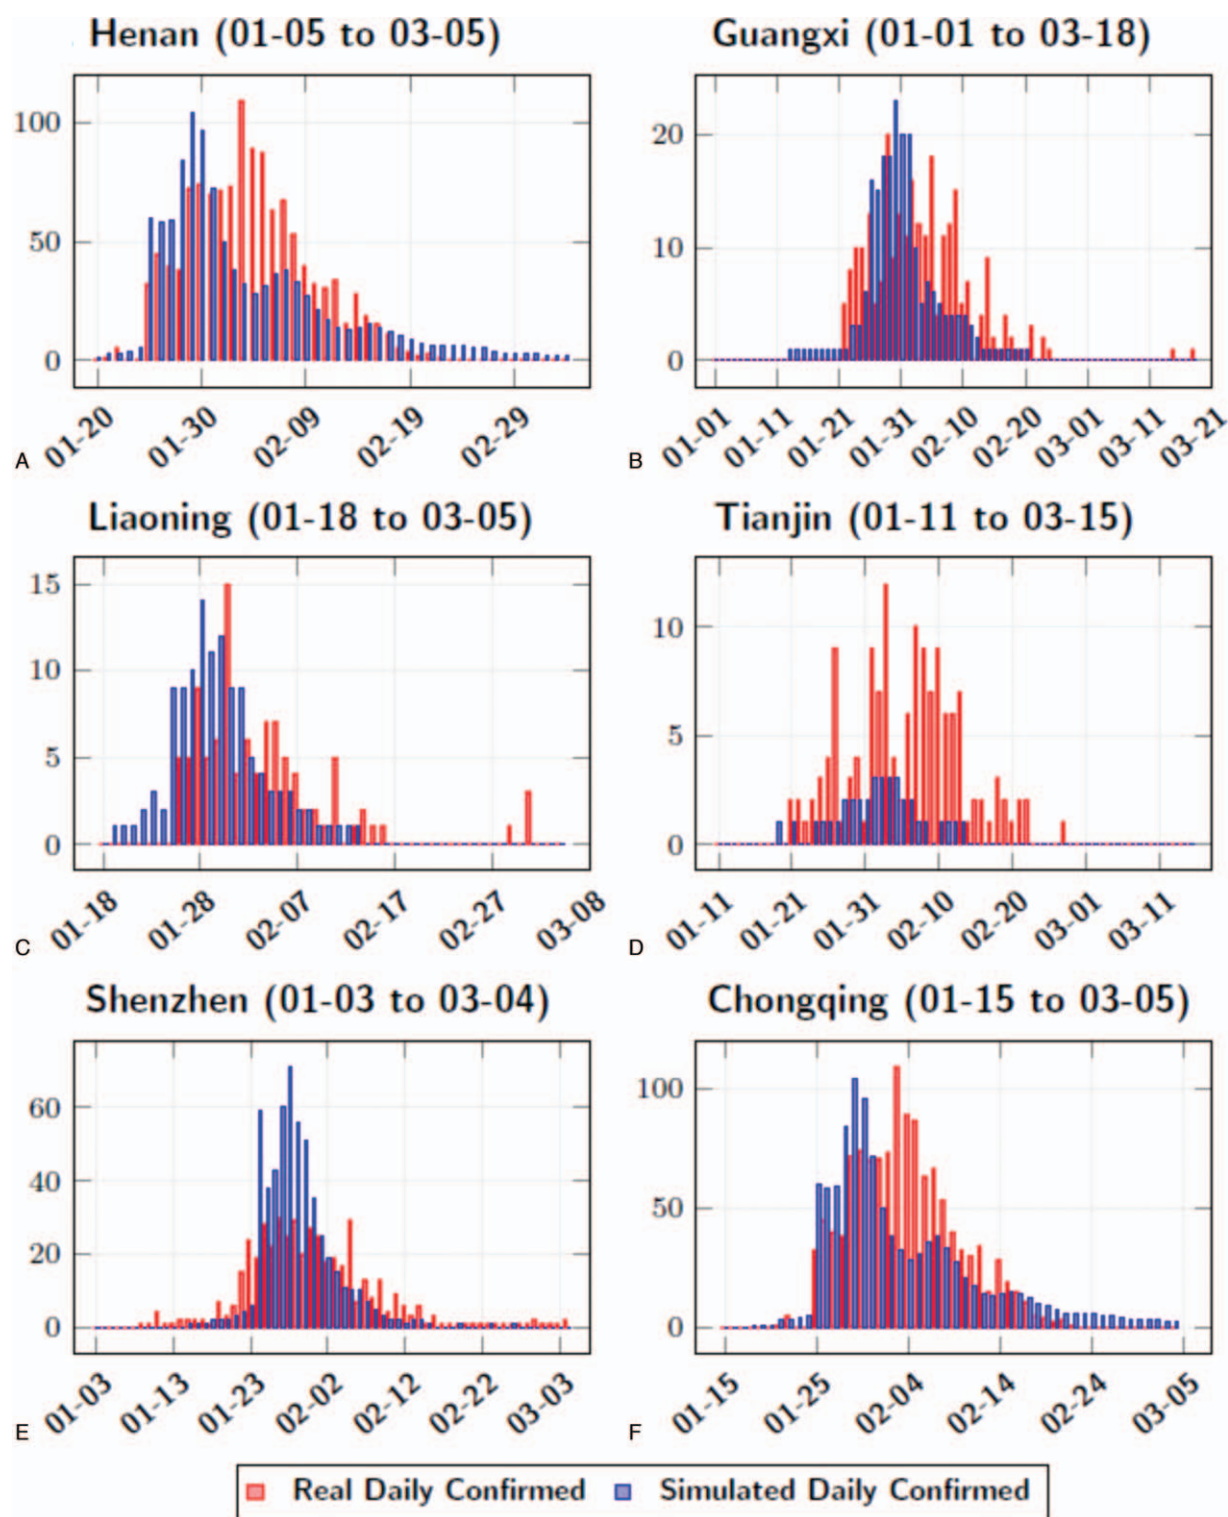 Henan (01-05 to 03-05)
100
50
0
01-20 01-30 02-09 02-19 02-29
A
Guangxi (01-01 to 03-18)
20
10
0
01-01 01-11 01-21 01-31 02-10 02-20 03-01 03-11 03-21
B
Liaoning (01-18 to 03-05)
15
10
5
0
01-18 01-28 02-07 02-17 02-27 03-08
C
Tianjin (01-11 to 03-15)
10
5
0
01-11 01-21 01-31 02-10 02-20 03-01 03-11
D
Shenzhen (01-03 to 03-04)
60
40
20
0
01-03 01-13 01-23 02-02 02-12 02-22 03-03
E
Chongqing (01-15 to 03-05)
100
50
0
01-15 01-25 02-04 02-14 02-24 03-05
F
Real Daily Confirmed Simulated Daily Confirmed